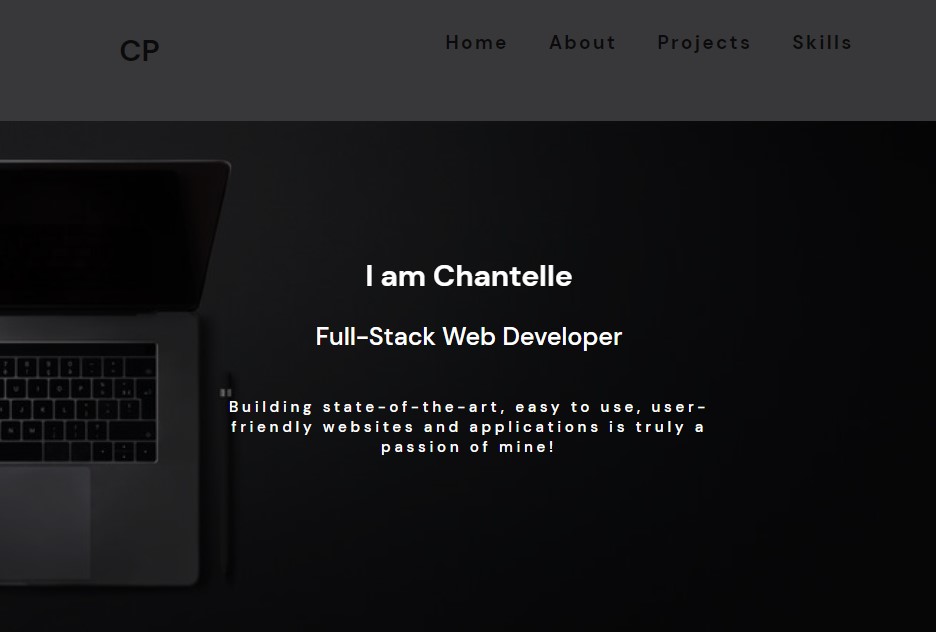 CP
Home About Projects Skills
I am Chantelle
Full-Stack Web Developer
Building state-of-the-art, easy to use, user-
friendly websites and applications is truly a
passion of mine!